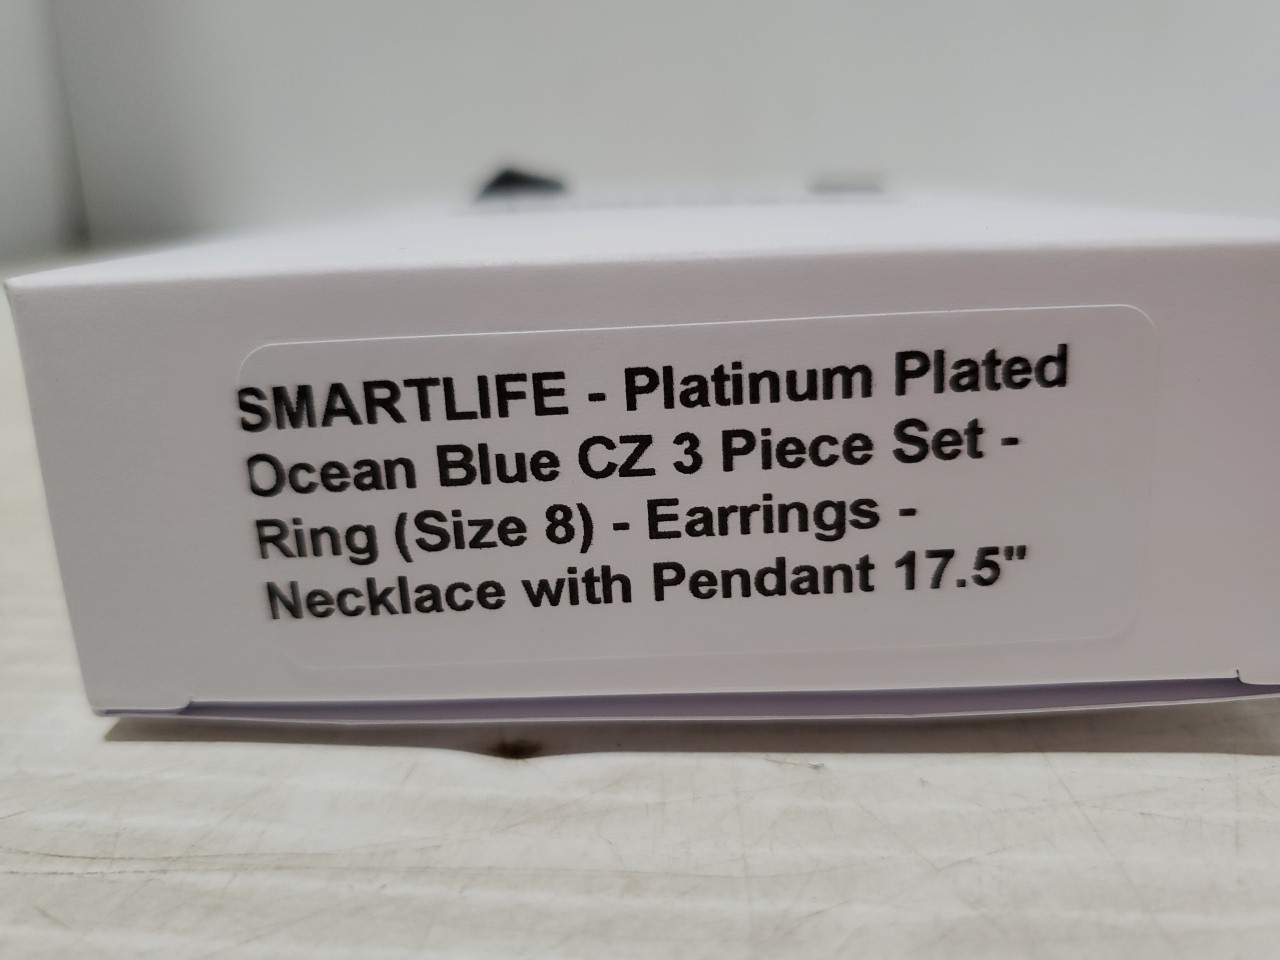 SMARTLIFE - Platinum Plated
Ocean Blue CZ 3 Piece Set -
Ring (Size 8) - Earrings -
Necklace with Pendant 17.5"